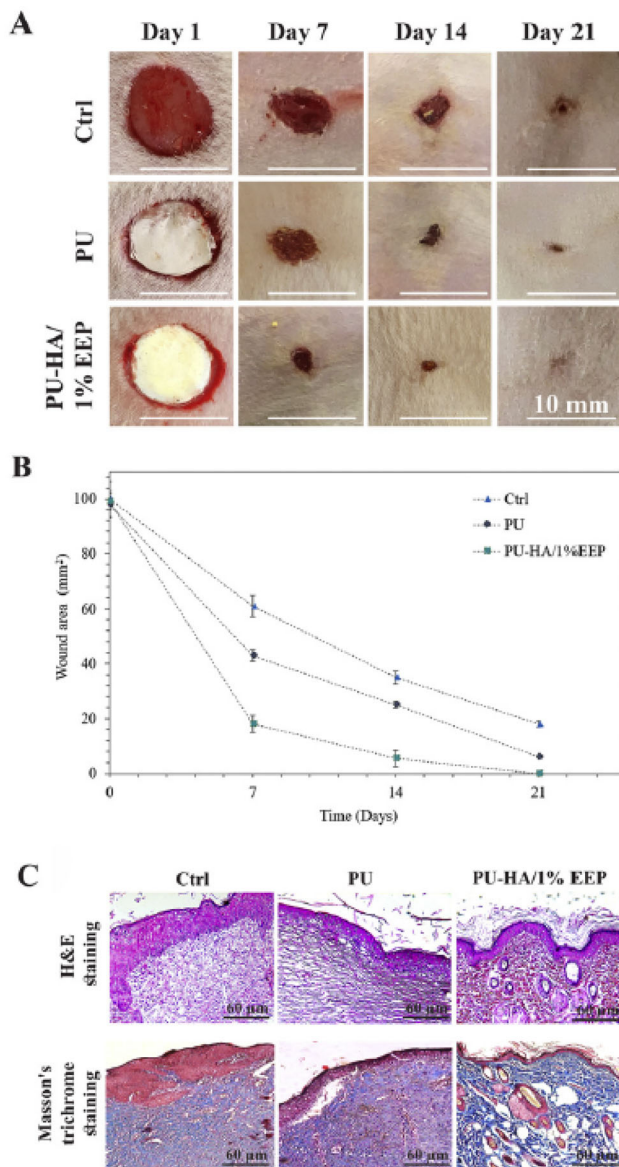 A
Day 1 Day 7 Day 14 Day 21
Ctrl
PU
PU-HA/
1% EEP
10 mm
B
100
80
60
40
20
0
Wound area (mm²)
Ctrl
PU
PU-HA/1%EEP
0 7 14 21
Time (Days)
C
Ctrl PU PU-HA/1% EEP
H&E
staining
60 µm 60 µm 60 µm
Masson's
trichrome
staining
60 µm 60 µm 60 µm